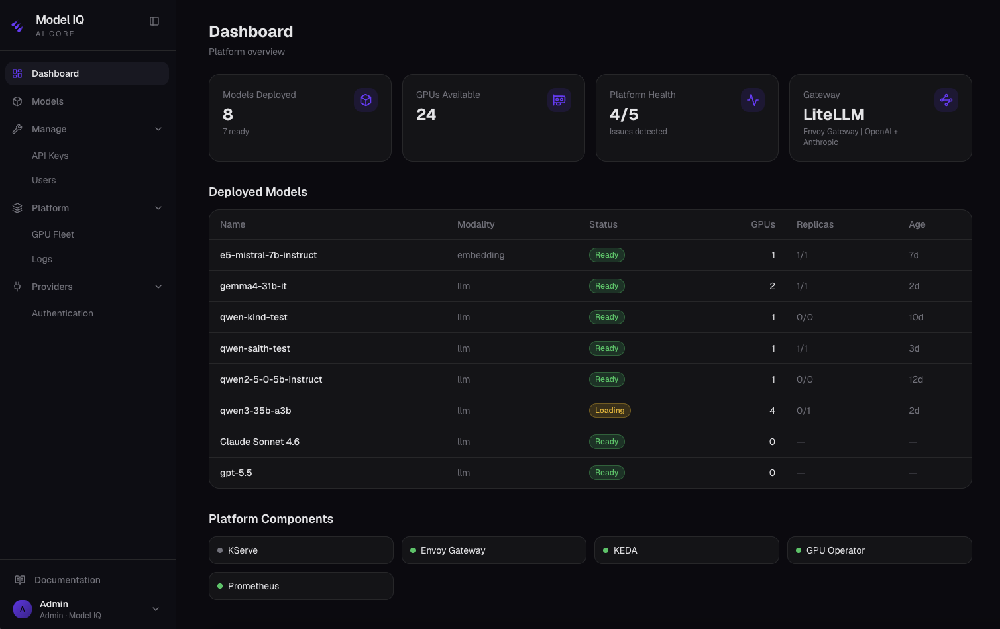 Model IQ
AI CORE
Dashboard
Models
Manage
API Keys
Users
Platform
GPU Fleet
Logs
Providers
Authentication
Documentation
A
Admin
Admin · Model IQ
Dashboard
Platform overview
Models Deployed
8
7 ready
GPUs Available
24
Platform Health
4/5
Issues detected
Gateway
LiteLLM
Envoy Gateway | OpenAI +
Anthropic
Deployed Models
Name Modality Status GPUs Replicas Age
e5-mistral-7b-instruct embedding Ready 1 1/1 7d
gemma4-31b-it llm Ready 2 1/1 2d
qwen-kind-test llm Ready 1 0/0 10d
qwen-saith-test llm Ready 1 1/1 3d
qwen2-5-0-5b-instruct llm Ready 1 0/0 12d
qwen3-35b-a3b llm Loading 4 0/1 2d
Claude Sonnet 4.6 llm Ready 0 — —
gpt-5.5 llm Ready 0 — —
Platform Components
KServe
Envoy Gateway
KEDA
GPU Operator
Prometheus